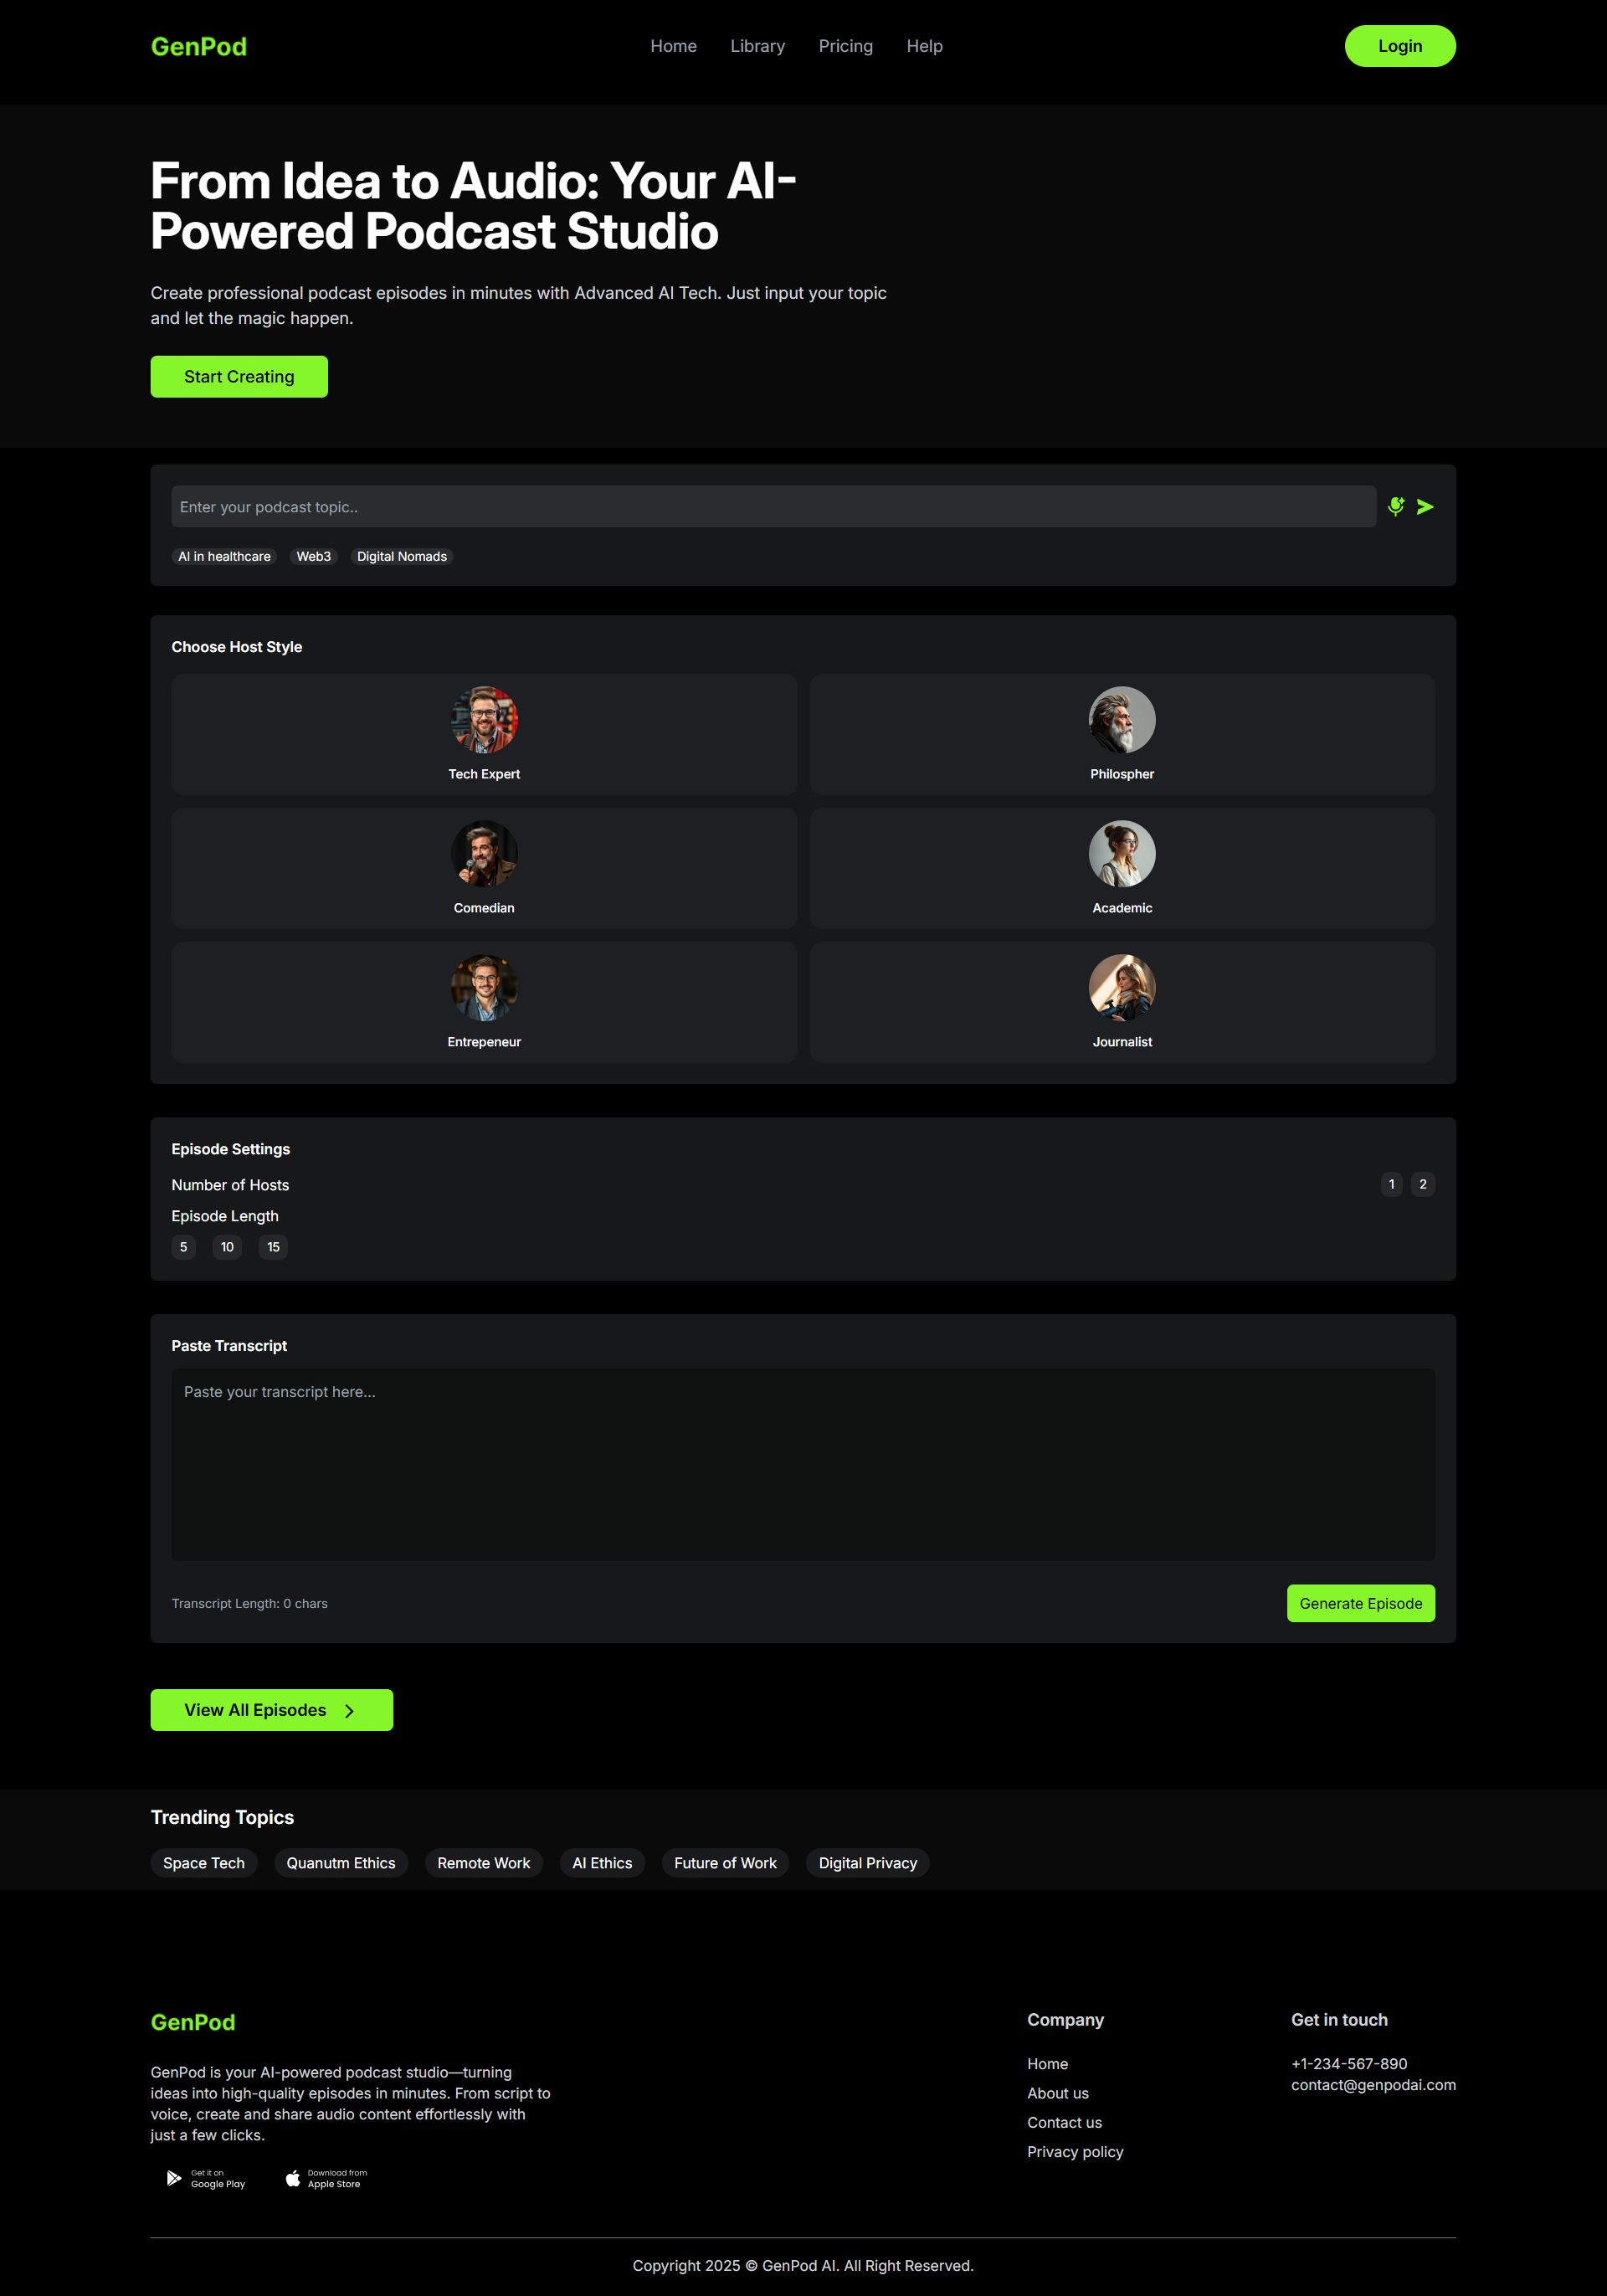 GenPod
Home
Library
Pricing
Help
Login
From Idea to Audio: Your AI-
Powered Podcast Studio
Create professional podcast episodes in minutes with Advanced AI Tech. Just input your topic
and let the magic happen.
Start Creating
Enter your podcast topic..
AI in healthcare
Web3
Digital Nomads
Choose Host Style
Tech Expert
Philospher
Comedian
Academic
Entrepeneur
Journalist
Episode Settings
Number of Hosts
1
2
Episode Length
5
10
15
Paste Transcript
Paste your transcript here...
Transcript Length: 0 chars
Generate Episode
View All Episodes
Trending Topics
Space Tech
Quanutm Ethics
Remote Work
AI Ethics
Future of Work
Digital Privacy
GenPod
GenPod is your AI-powered podcast studio—turning
ideas into high-quality episodes in minutes. From script to
voice, create and share audio content effortlessly with
just a few clicks.
Get it on
Google Play
Download from
Apple Store
Company
Home
About us
Contact us
Privacy policy
Get in touch
+1-234-567-890
contact@genpodai.com
Copyright 2025 © GenPod AI. All Right Reserved.